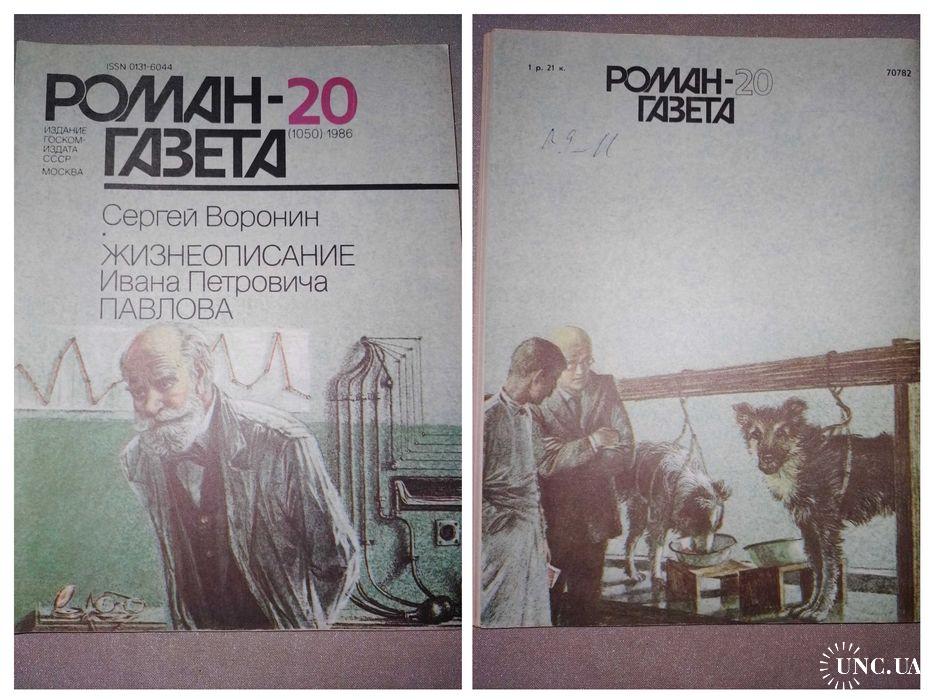 ISSN 0131-6044
РОМАН-20
ГАЗЕТА
(1050)·1986
ИЗДАНИЕ
ГОСКОМ-
ИЗДАТА
СССР
МОСКВА
Сергей Воронин
ЖИЗНЕОПИСАНИЕ
Ивана Петровича
ПАВЛОВА
1 р. 21 к.
РОМАН-20
ГАЗЕТА
70782
UNC.UA